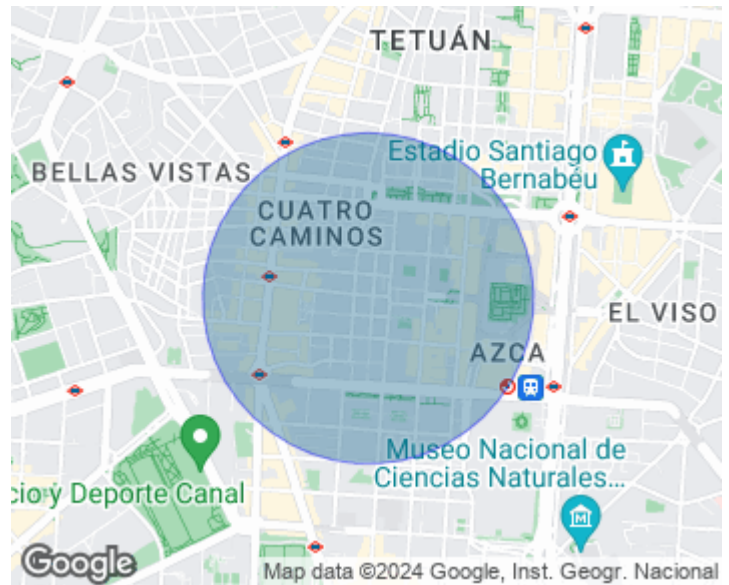 TETUÁN
Estadio Santiago
Bernabéu
BELLAS VISTAS
CUATRO
CAMINOS
EL VISO
AZCA
Museo Nacional de
Ciencias Naturales...
cio y Deporte Canal
Google
Map data ©2024 Google, Inst. Geogr. Nacional